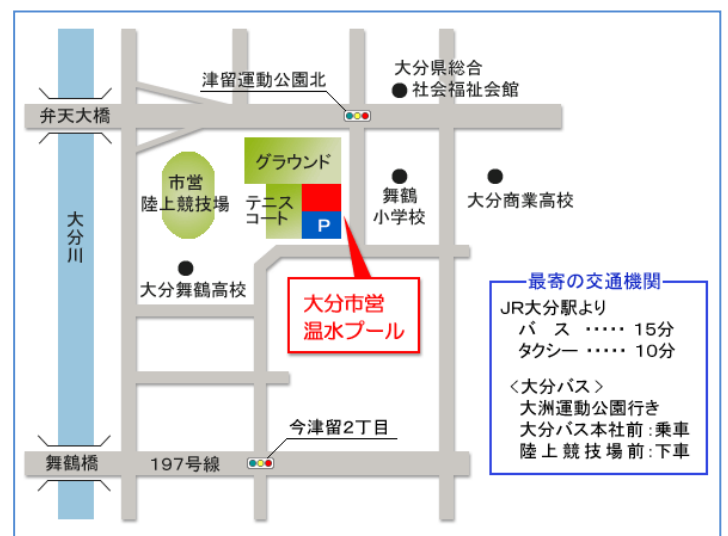 大分県総合
社会福祉会館
津留運動公園北
弁天大橋
グラウンド
市営
陸上競技場
テニス
コート
P
舞鶴
小学校
大分商業高校
大分川
大分舞鶴高校
大分市営
温水プール
最寄の交通機関
JR大分駅より
バス ····· 15分
タクシー ····· 10分
<大分バス>
大洲運動公園行き
大分バス本社前:乗車
陸上競技場前:下車
今津留2丁目
舞鶴橋
197号線